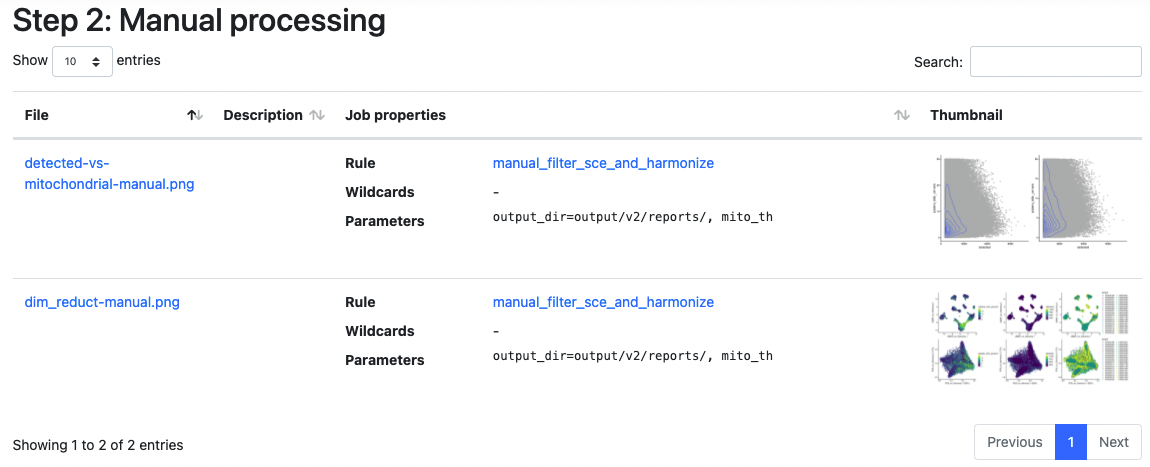 Step 2: Manual processing
Show 10 entries
Search:
File Description Job properties Thumbnail
detected-vs-
mitochondrial-manual.png
Rule manual_filter_sce_and_harmonize
Wildcards -
Parameters output_dir=output/v2/reports/, mito_th
dim_reduct-manual.png
Rule manual_filter_sce_and_harmonize
Wildcards -
Parameters output_dir=output/v2/reports/, mito_th
Showing 1 to 2 of 2 entries
Previous 1 Next